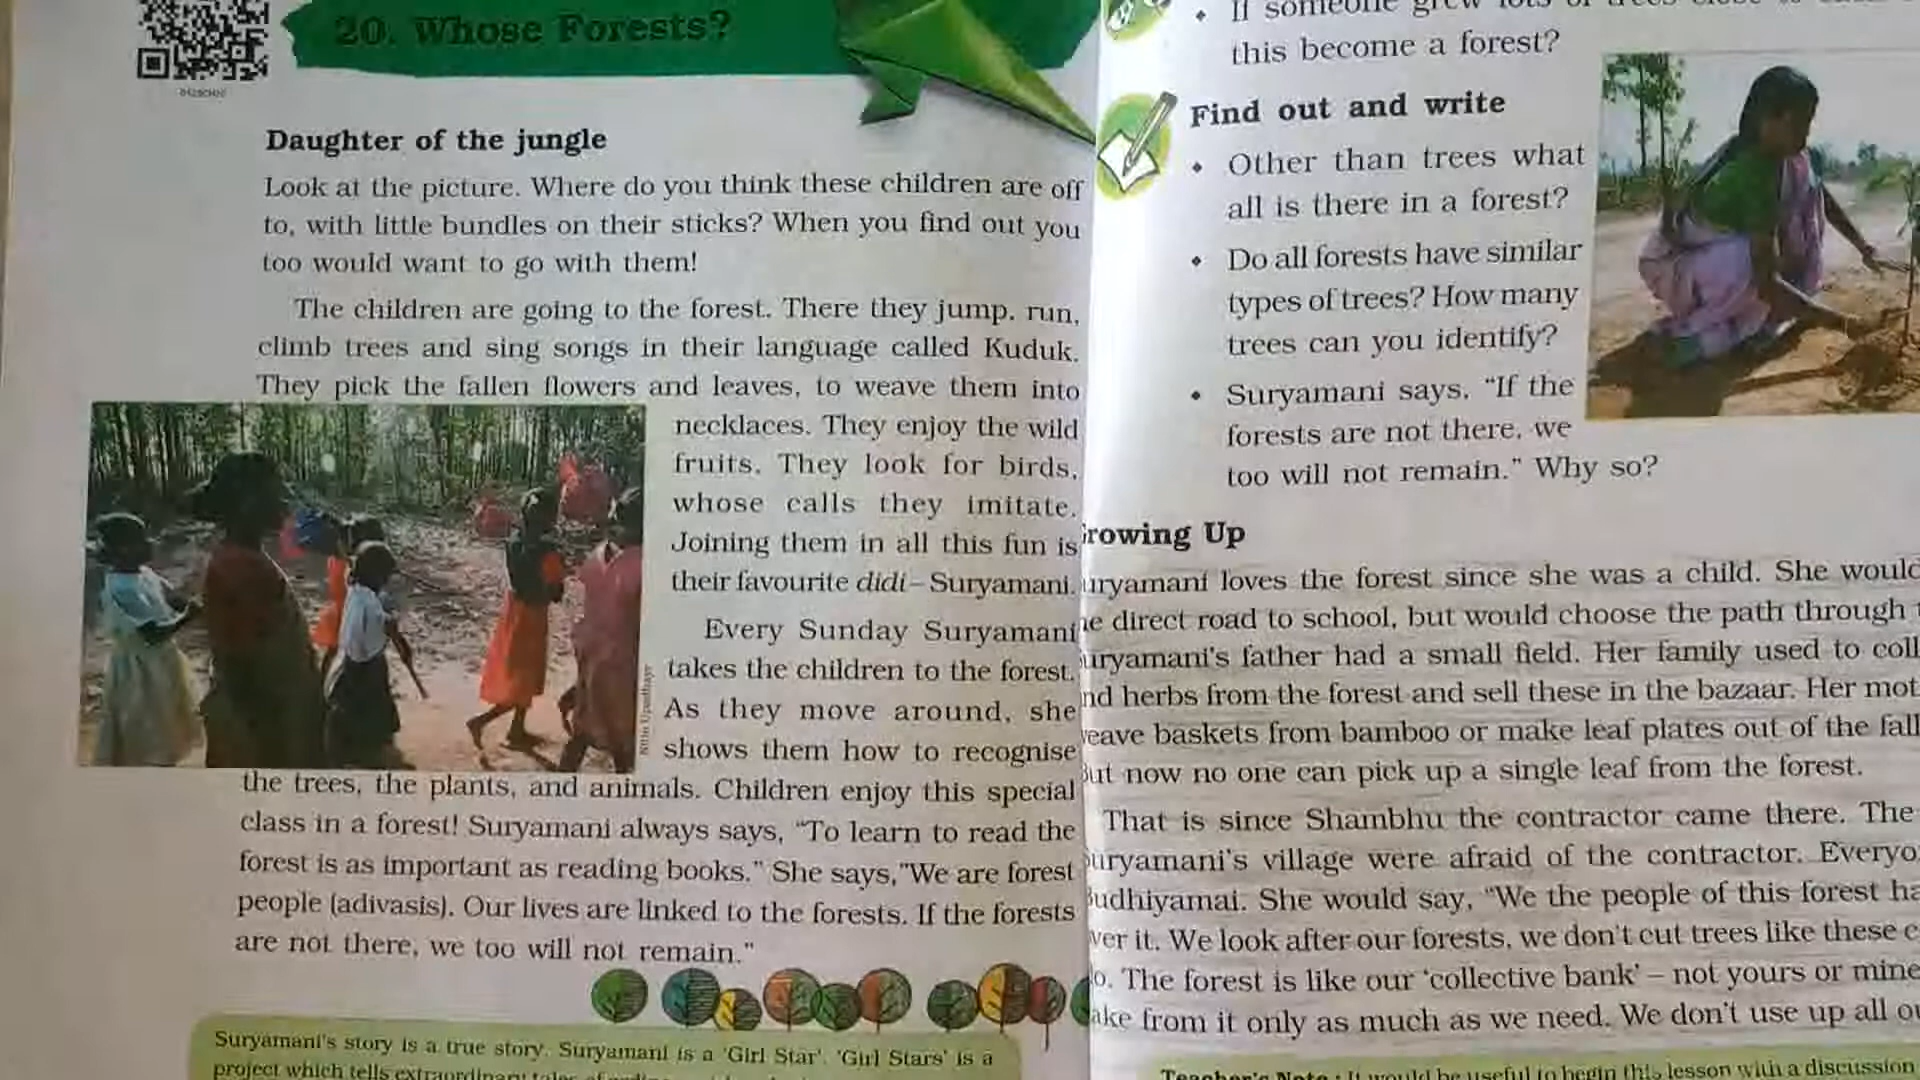 20. Whose Forests?
Daughter of the jungle
Look at the picture. Where do you think these children are off
to, with little bundles on their sticks? When you find out you
too would want to go with them!
The children are going to the forest. There they jump, run,
climb trees and sing songs in their language called Kuduk.
They pick the fallen flowers and leaves, to weave them into
necklaces. They enjoy the wild
fruits. They look for birds,
whose calls they imitate.
Joining them in all this fun is
their favourite didi – Suryamani.
Every Sunday Suryamani
takes the children to the forest.
As they move around, she
shows them how to recognise
the trees, the plants, and animals. Children enjoy this special
class in a forest! Suryamani always says, “To learn to read the
forest is as important as reading books.” She says,"We are forest
people (adivasis). Our lives are linked to the forests. If the forests
are not there, we too will not remain.”
Suryamani's story is a true story. Suryamani is a 'Girl Star'. 'Girl Stars' is a
project which tells extraordinary tales of
• If someone grew lots of trees close to
this become a forest?
Find out and write
• Other than trees what
all is there in a forest?
• Do all forests have similar
types of trees? How many
trees can you identify?
• Suryamani says, “If the
forests are not there, we
too will not remain.” Why so?
rowing Up
uryamani loves the forest since she was a child. She would
direct road to school, but would choose the path through
uryamani's father had a small field. Her family used to coll
nd herbs from the forest and sell these in the bazaar. Her mot
eave baskets from bamboo or make leaf plates out of the fall
ut now no one can pick up a single leaf from the forest.
That is since Shambhu the contractor came there. The
uryamani's village were afraid of the contractor. Everyo
udhiyamai. She would say, “We the people of this forest ha
ver it. We look after our forests, we don't cut trees like these c
o. The forest is like our ‘collective bank’ – not yours or mine
ake from it only as much as we need. We don't use up all ou
Teacher's Note : It would be useful to begin this lesson with a discussion